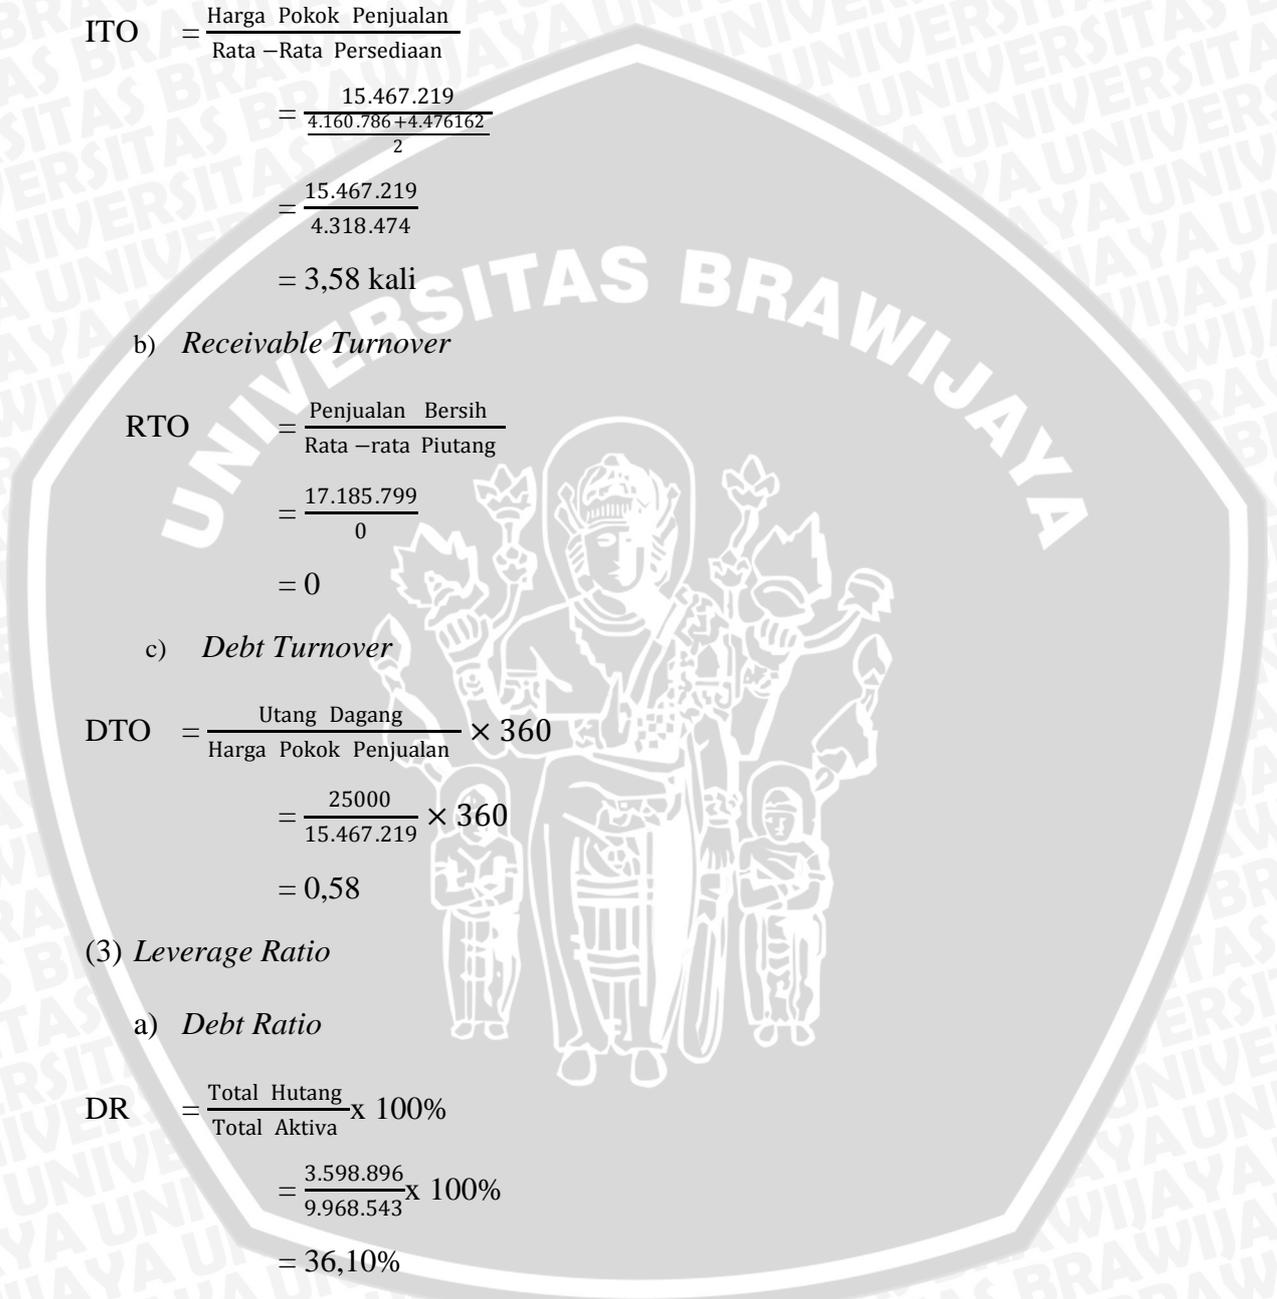 ITO = Harga Pokok Penjualan / Rata –Rata Persediaan
= 15.467.219 / (4.160.786+4.476162 / 2)
= 15.467.219 / 4.318.474
= 3,58 kali
b) Receivable Turnover
RTO = Penjualan Bersih / Rata –rata Piutang
= 17.185.799 / 0
= 0
c) Debt Turnover
DTO = Utang Dagang / Harga Pokok Penjualan × 360
= 25000 / 15.467.219 × 360
= 0,58
(3) Leverage Ratio
a) Debt Ratio
DR = Total Hutang / Total Aktiva x 100%
= 3.598.896 / 9.968.543 x 100%
= 36,10%
UNIVERSITAS BRAWIJAYA